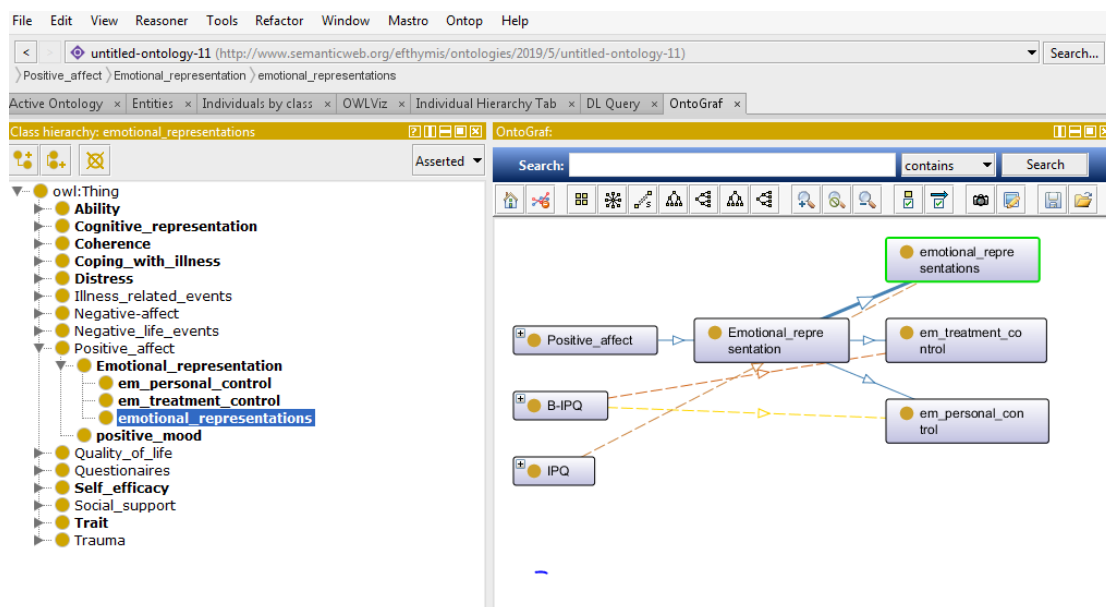 File Edit View Reasoner Tools Refactor Window Mastro Ontop Help
< > untitled-ontology-11 (http://www.semanticweb.org/efthymis/ontologies/2019/5/untitled-ontology-11) Search...
Positive_affect Emotional_representation emotional_representations
Active Ontology × Entities × Individuals by class × OWLViz × Individual Hierarchy Tab × DL Query × OntoGraf ×
Class hierarchy: emotional_representations
Asserted
owl:Thing
Ability
Cognitive_representation
Coherence
Coping_with_illness
Distress
Illness_related_events
Negative-affect
Negative_life_events
Positive_affect
Emotional_representation
em_personal_control
em_treatment_control
emotional_representations
positive_mood
Quality_of_life
Questionaires
Self_efficacy
Social_support
Trait
Trauma
OntoGraf:
Search: contains Search
emotional_repre
sentations
Positive_affect
Emotional_repre
sentation
em_treatment_co
ntrol
B-IPQ
em_personal_con
trol
IPQ